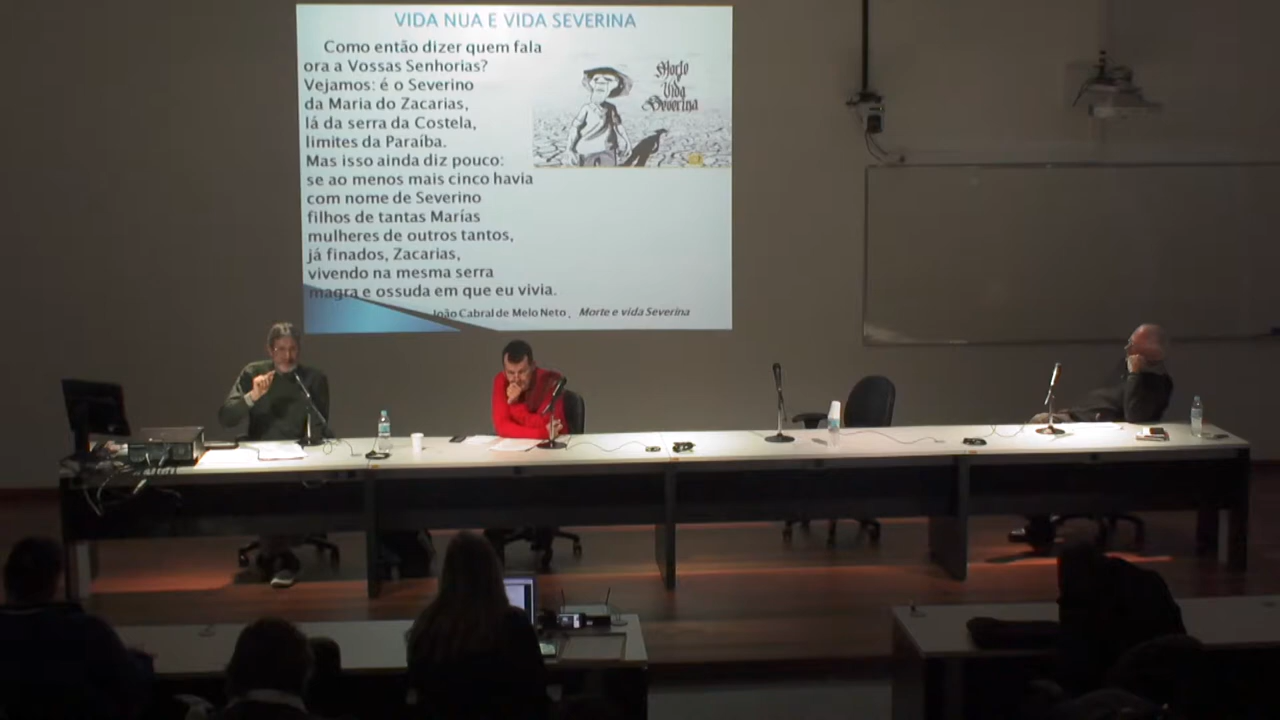 VIDA NUA E VIDA SEVERINA
Como então dizer quem fala
ora a Vossas Senhorias?
Vejamos: é o Severino
da Maria do Zacarias,
lá da serra da Costela,
limites da Paraíba.
Mas isso ainda diz pouco:
se ao menos mais cinco havia
com nome de Severino
filhos de tantas Marias
mulheres de outros tantos,
já finados, Zacarias,
vivendo na mesma serra
magra e ossuda em que eu vivia.
João Cabral de Melo Neto, Morte e vida Severina
Morte
e
Vida
Severina